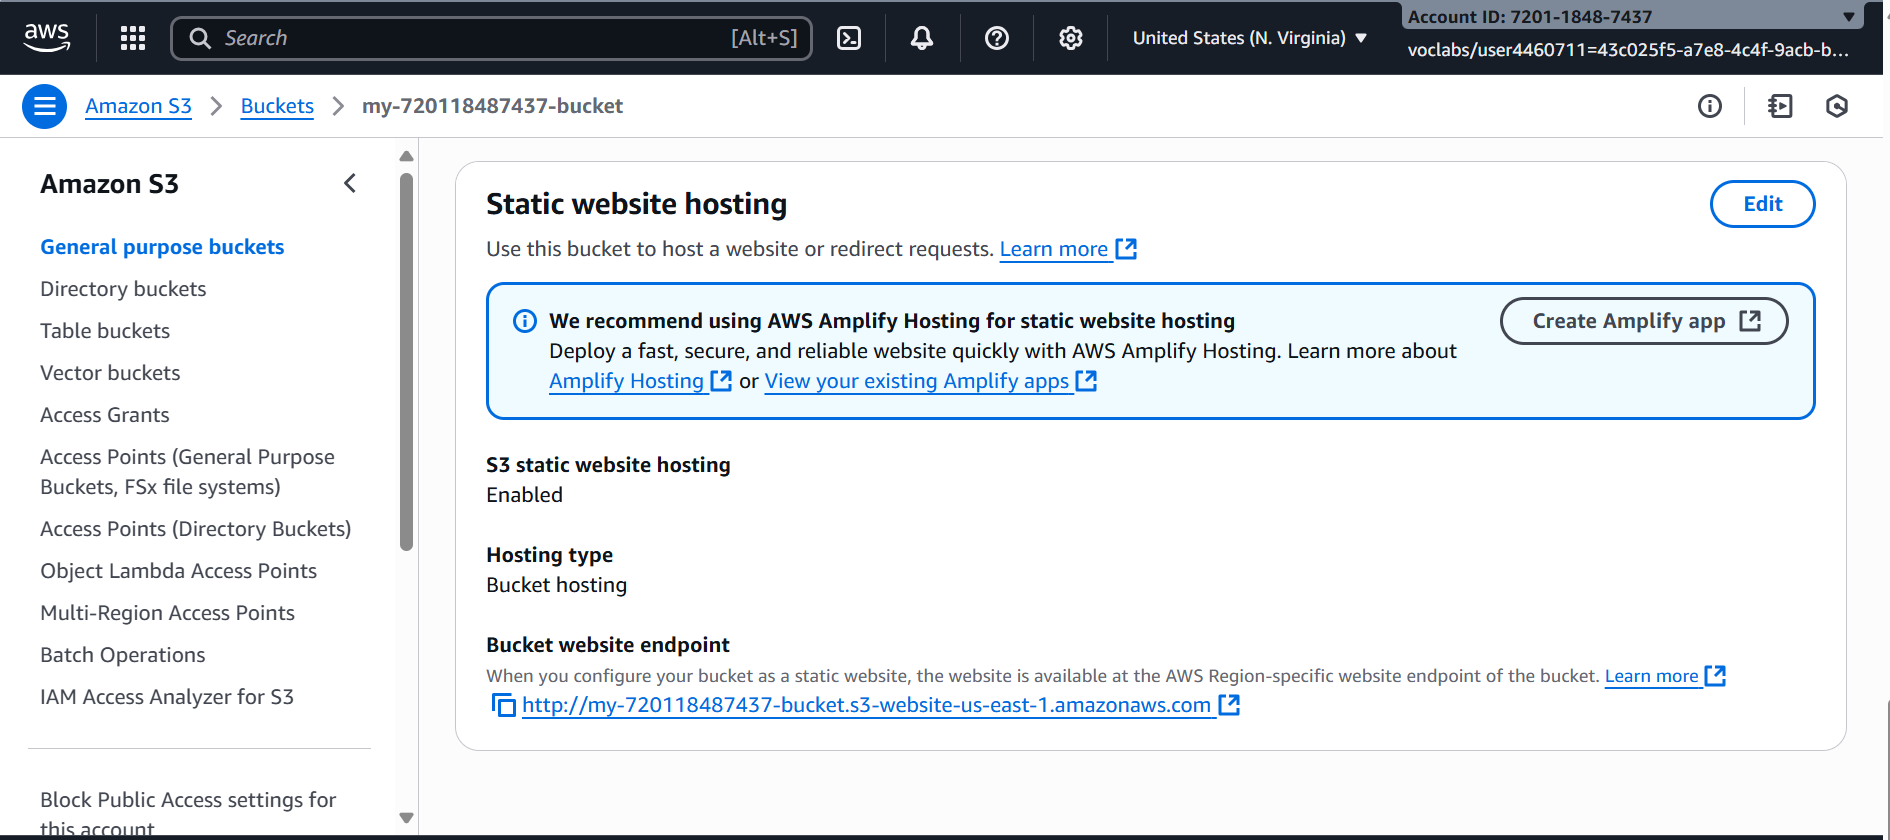 aws
Search [Alt+S]
United States (N. Virginia)
Account ID: 7201-1848-7437
voclabs/user4460711=43c025f5-a7e8-4c4f-9acb-b...
Amazon S3
Buckets
my-720118487437-bucket
Amazon S3
General purpose buckets
Directory buckets
Table buckets
Vector buckets
Access Grants
Access Points (General Purpose
Buckets, FSx file systems)
Access Points (Directory Buckets)
Object Lambda Access Points
Multi-Region Access Points
Batch Operations
IAM Access Analyzer for S3
Block Public Access settings for
this account
Static website hosting
Edit
Use this bucket to host a website or redirect requests. Learn more
We recommend using AWS Amplify Hosting for static website hosting
Create Amplify app
Deploy a fast, secure, and reliable website quickly with AWS Amplify Hosting. Learn more about
Amplify Hosting or View your existing Amplify apps
S3 static website hosting
Enabled
Hosting type
Bucket hosting
Bucket website endpoint
When you configure your bucket as a static website, the website is available at the AWS Region-specific website endpoint of the bucket. Learn more
http://my-720118487437-bucket.s3-website-us-east-1.amazonaws.com